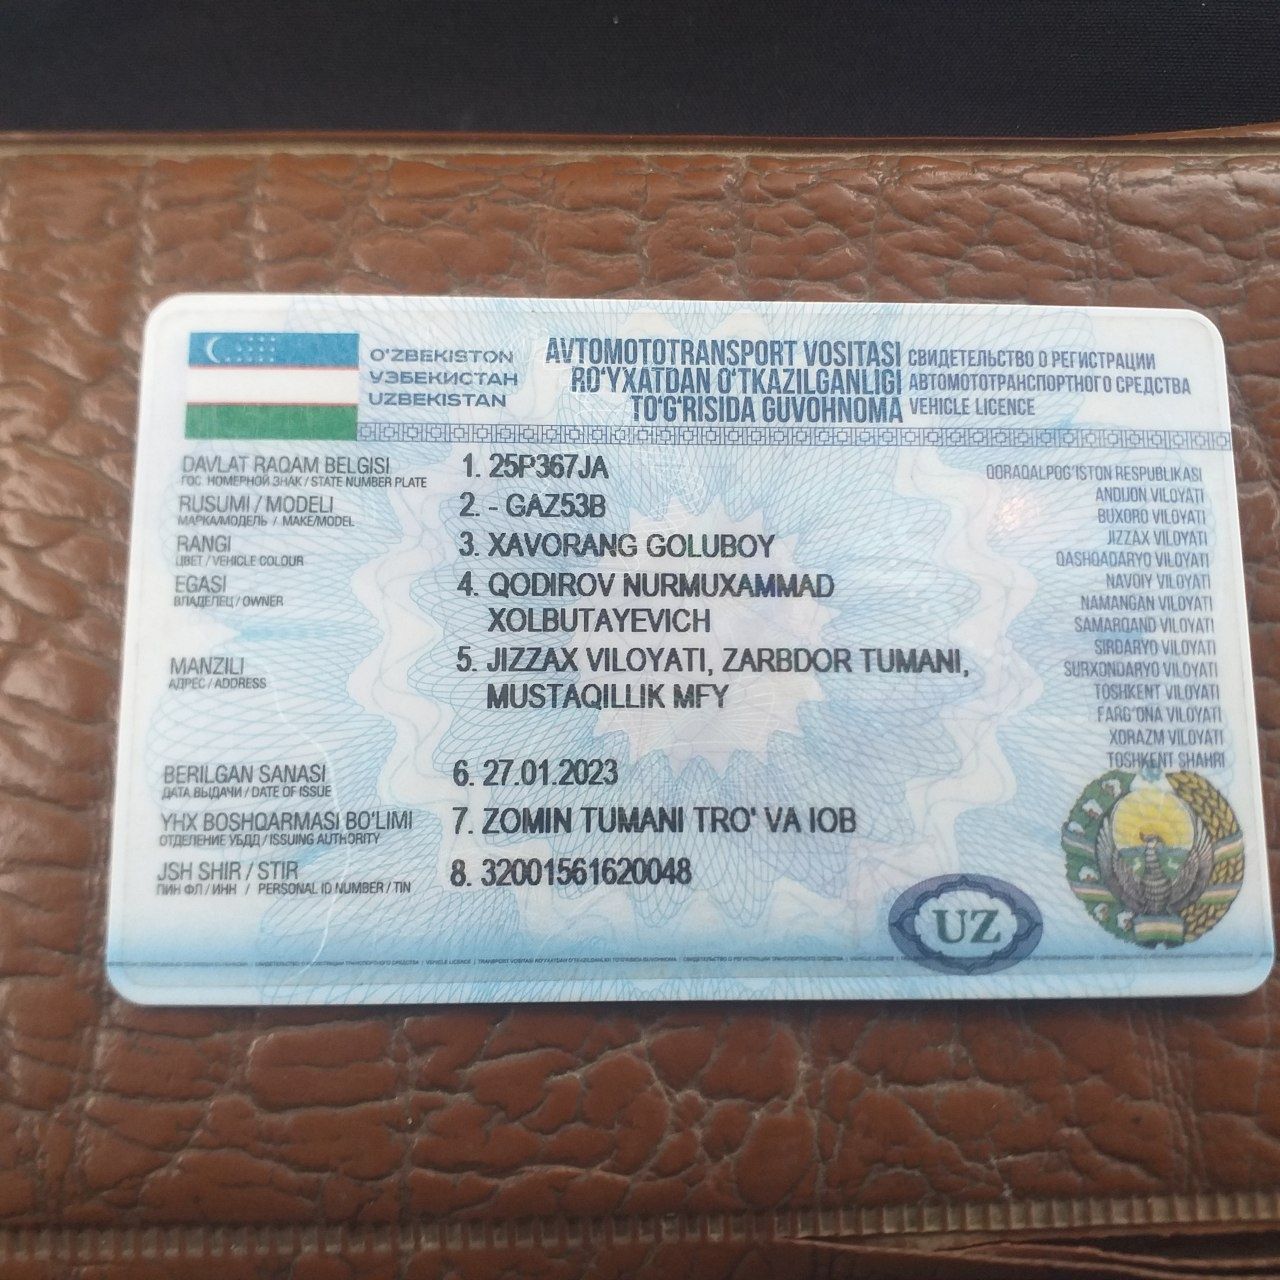 O'ZBEKISTON
ЎЗБЕКИСТАН
UZBEKISTAN
AVTOMOTOTRANSPORT VOSITASI
RO'YXATDAN O'TKAZILGANLIGI
TO'G'RISIDA GUVOHNOMA
СВИДЕТЕЛЬСТВО О РЕГИСТРАЦИИ
АВТОМОТОТРАНСПОРТНОГО СРЕДСТВА
VEHICLE LICENCE
DAVLAT RAQAM BELGISI
ГОС. НОМЕРНОЙ ЗНАК / STATE NUMBER PLATE
1. 25P367JA
RUSUMI / MODELI
МАРКА/МОДЕЛЬ / MAKE/MODEL
2. - GAZ53B
RANGI
ЦВЕТ / VEHICLE COLOUR
3. XAVORANG GOLUBOY
EGASI
ВЛАДЕЛЕЦ / OWNER
4. QODIROV NURMUXAMMAD
XOLBUTAYEVICH
MANZILI
АДРЕС / ADDRESS
5. JIZZAX VILOYATI, ZARBDOR TUMANI,
MUSTAQILLIK MFY
BERILGAN SANASI
ДАТА ВЫДАЧИ / DATE OF ISSUE
6. 27.01.2023
YHX BOSHQARMASI BO'LIMI
ОТДЕЛЕНИЕ УБДД / ISSUING AUTHORITY
7. ZOMIN TUMANI TRO' VA IOB
JSH SHIR / STIR
ПИН ФЛ / ИНН / PERSONAL ID NUMBER / TIN
8. 32001561620048
QORAQALPOG'ISTON RESPUBLIKASI
ANDIJON VILOYATI
BUXORO VILOYATI
JIZZAX VILOYATI
QASHQADARYO VILOYATI
NAVOIY VILOYATI
NAMANGAN VILOYATI
SAMARQAND VILOYATI
SIRDARYO VILOYATI
SURXONDARYO VILOYATI
TOSHKENT VILOYATI
FARG'ONA VILOYATI
XORAZM VILOYATI
TOSHKENT SHAHRI
UZ